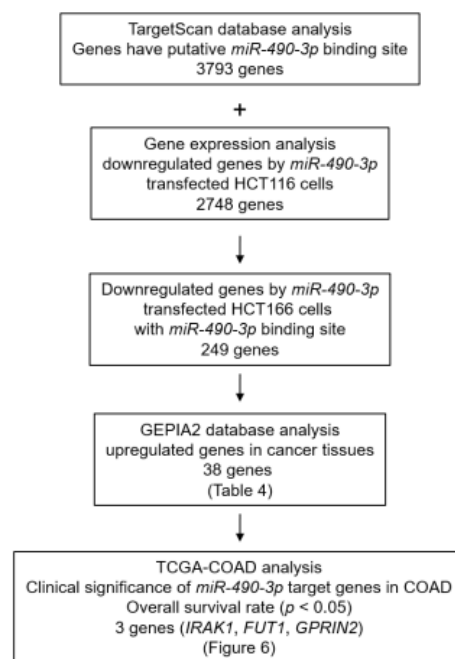 TargetScan database analysis
Genes have putative miR-490-3p binding site
3793 genes
+
Gene expression analysis
downregulated genes by miR-490-3p
transfected HCT116 cells
2748 genes
Downregulated genes by miR-490-3p
transfected HCT166 cells
with miR-490-3p binding site
249 genes
GEPIA2 database analysis
upregulated genes in cancer tissues
38 genes
(Table 4)
TCGA-COAD analysis
Clinical significance of miR-490-3p target genes in COAD
Overall survival rate (p < 0.05)
3 genes (IRAK1, FUT1, GPRIN2)
(Figure 6)